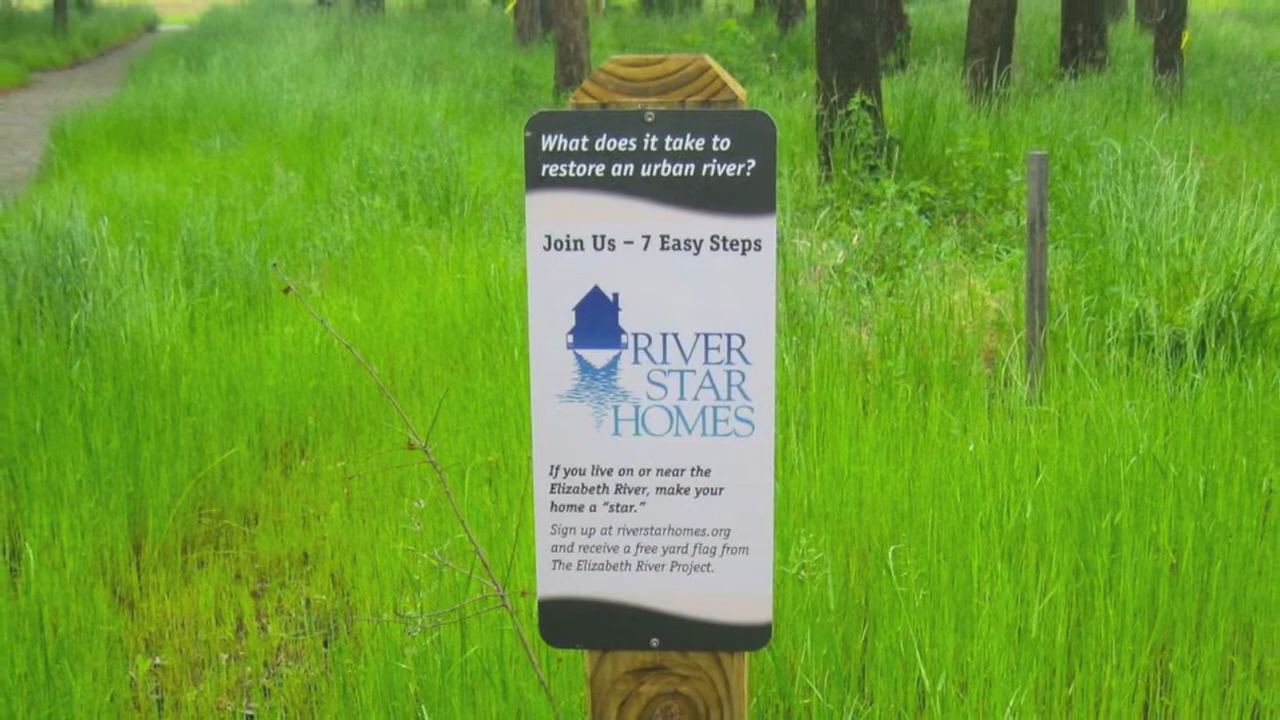 What does it take to
restore an urban river?
Join Us – 7 Easy Steps
RIVER
STAR
HOMES
If you live on or near the
Elizabeth River, make your
home a “star.”
Sign up at riverstarhomes.org
and receive a free yard flag from
The Elizabeth River Project.